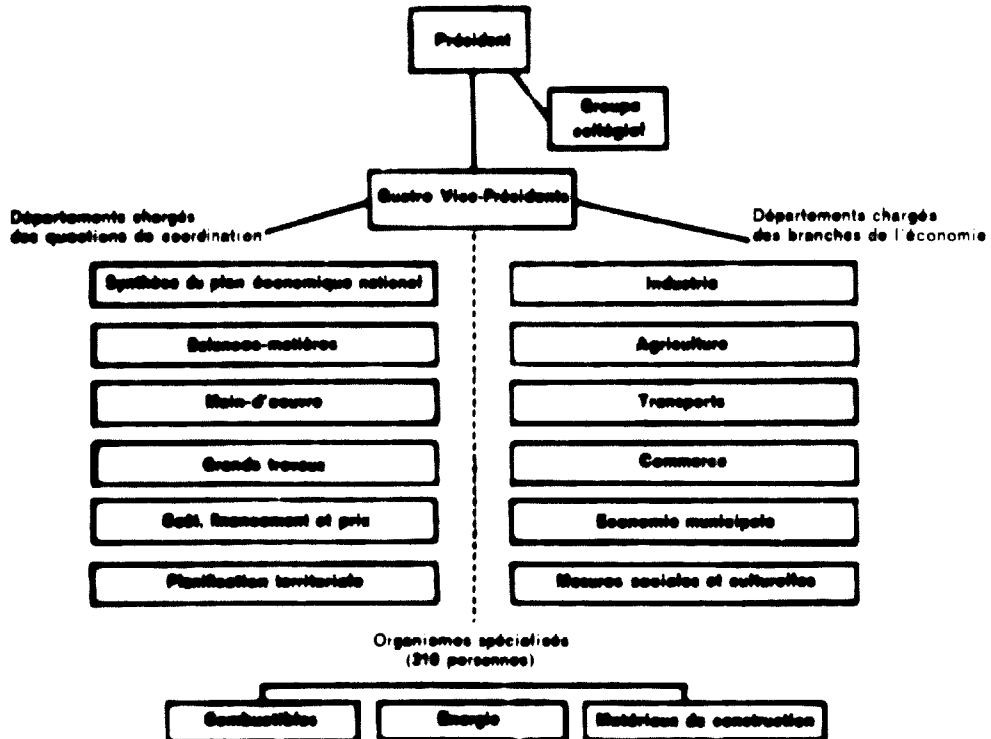 Président
Groupe
collégial
Quatre Vice-Présidents
Départements chargés
des questions de coordination
Départements chargés
des branches de l'économie
Synthèse du plan économique national
Balances-matières
Main-d'œuvre
Grands travaux
Coût, financement et prix
Planification territoriale
Industrie
Agriculture
Transports
Commerce
Economie municipale
Mesures sociales et culturelles
Organismes spécialisés
(210 personnes)
Combustibles
Energie
Matériaux de construction